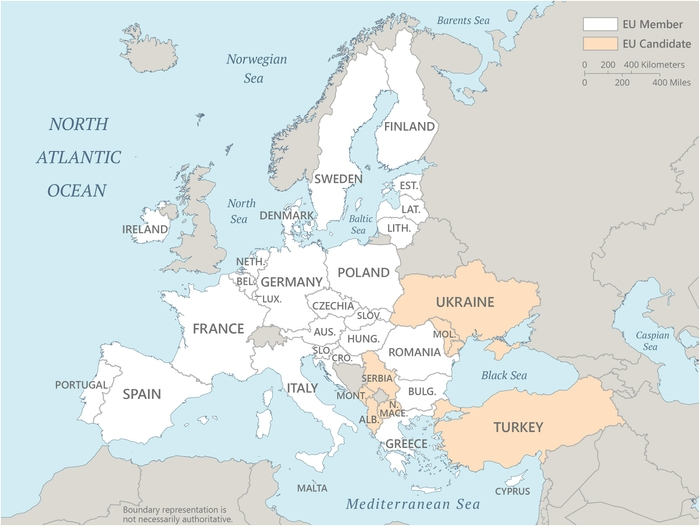 Barents Sea
EU Member
EU Candidate
0 200 400 Kilometers
0 200 400 Miles
Norwegian
Sea
NORTH
ATLANTIC
OCEAN
FINLAND
SWEDEN
EST.
LAT.
LITH.
North
Sea
DENMARK
Baltic
Sea
IRELAND
NETH.
BEL.
LUX.
GERMANY
POLAND
CZECHIA
SLOV.
UKRAINE
FRANCE
AUS.
HUNG.
SLO.
CRO.
ROMANIA
MOL.
Caspian
Sea
Black Sea
SERBIA
BULG.
MONT.
N.
MACE.
ALB.
PORTUGAL
SPAIN
ITALY
GREECE
TURKEY
MALTA
CYPRUS
Mediterranean Sea
Boundary representation is
not necessarily authoritative.